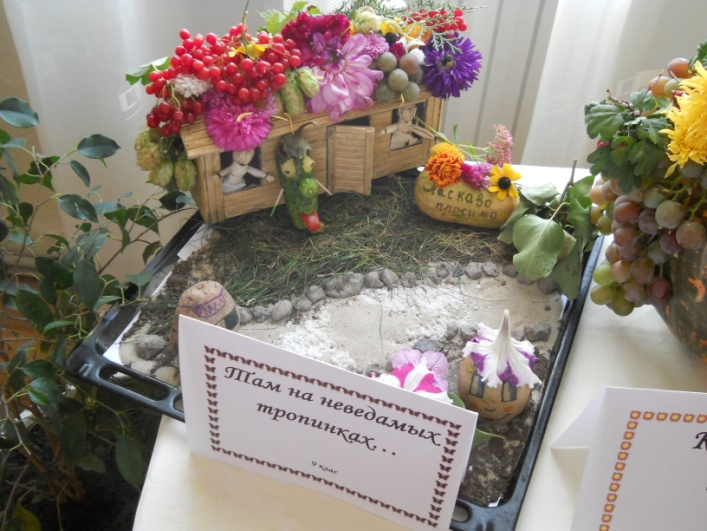 Ласкаво
просимо
Там на неведамых
тропинках...
9 клас
К